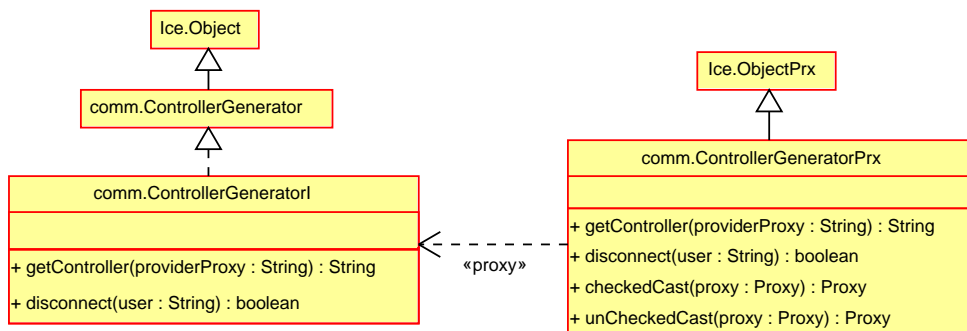 Ice.Object
comm.ControllerGenerator
comm.ControllerGeneratorI
+ getController(providerProxy : String) : String
+ disconnect(user : String) : boolean
«proxy»
Ice.ObjectPrx
comm.ControllerGeneratorPrx
+ getController(providerProxy : String) : String
+ disconnect(user : String) : boolean
+ checkedCast(proxy : Proxy) : Proxy
+ unCheckedCast(proxy : Proxy) : Proxy